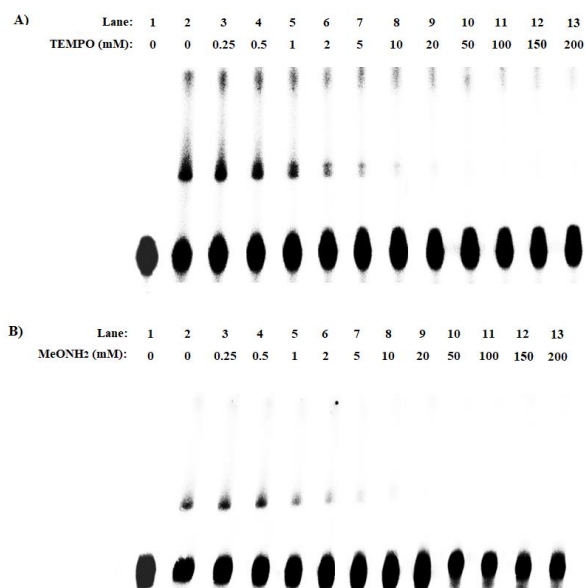 A)
Lane: 1 2 3 4 5 6 7 8 9 10 11 12 13
TEMPO (mM): 0 0 0.25 0.5 1 2 5 10 20 50 100 150 200
B)
Lane: 1 2 3 4 5 6 7 8 9 10 11 12 13
MeONH2 (mM): 0 0 0.25 0.5 1 2 5 10 20 50 100 150 200